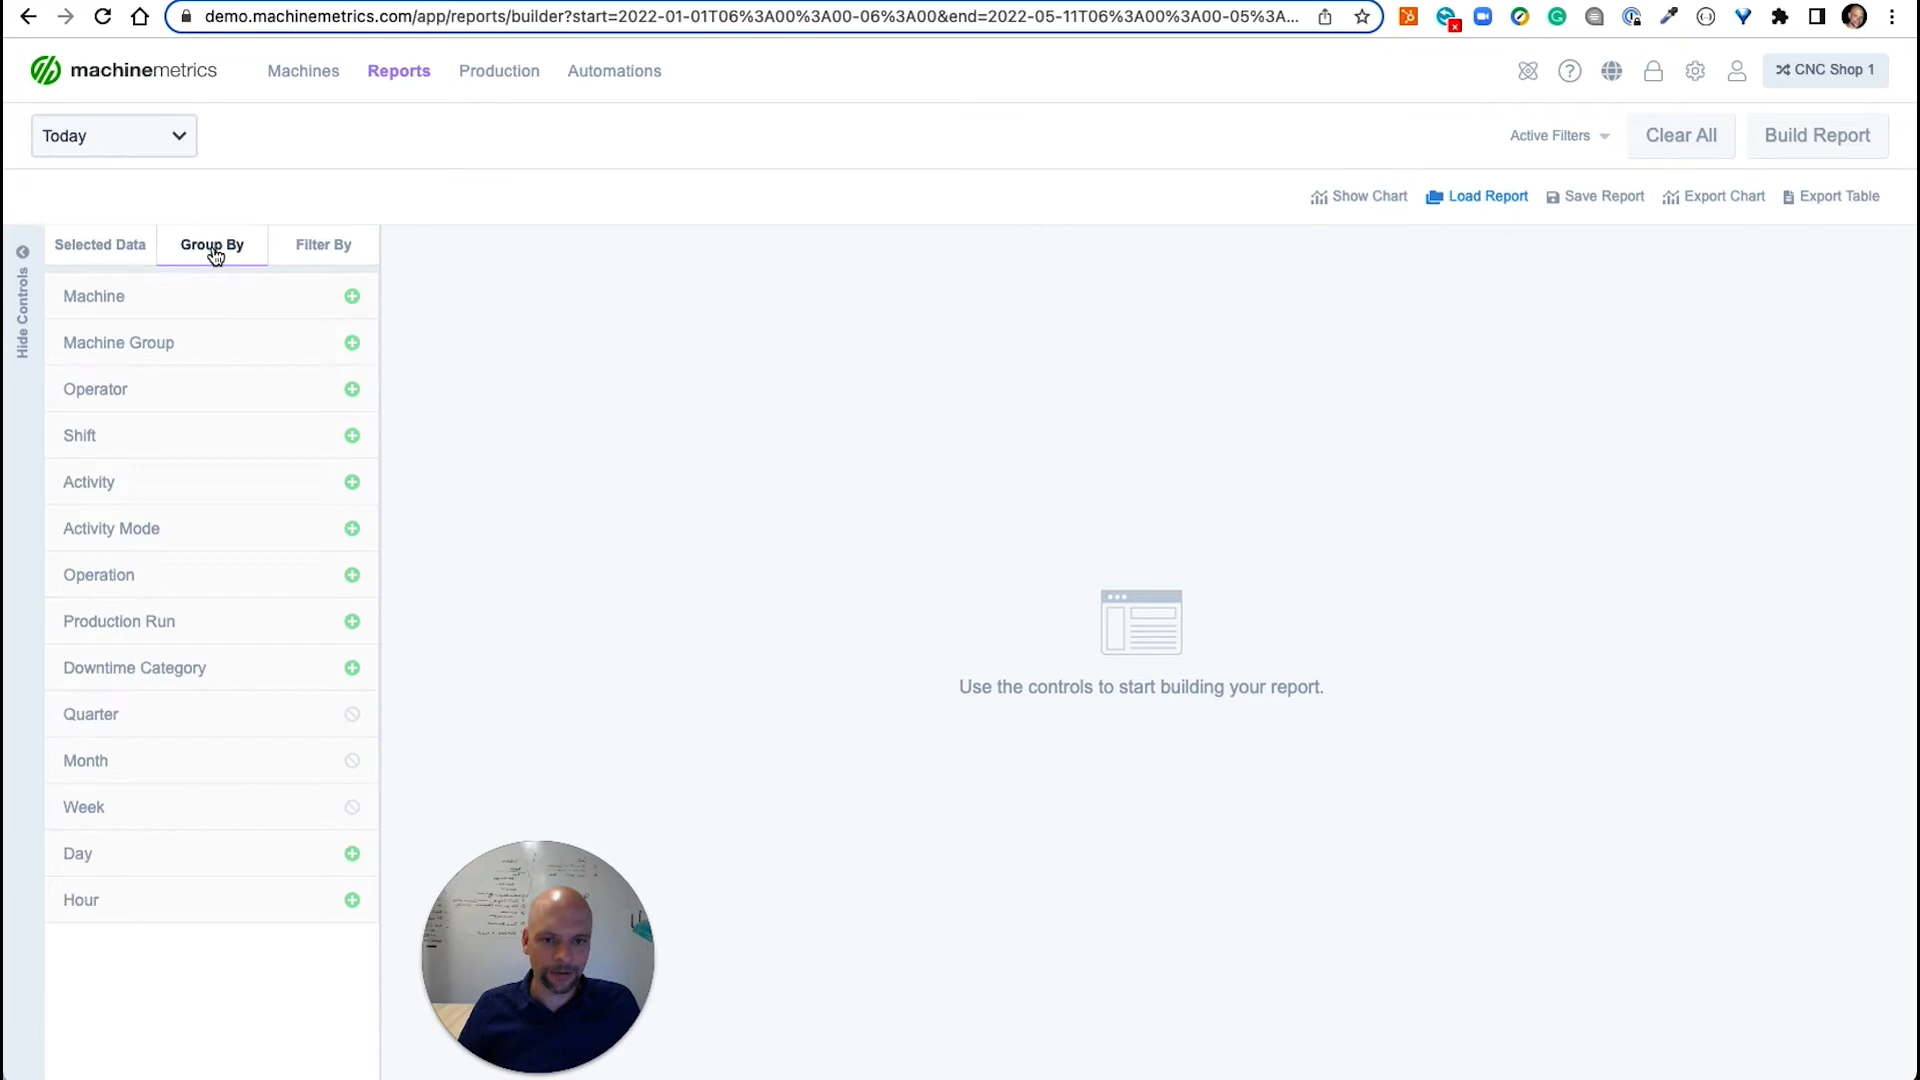 demo.machinemetrics.com/app/reports/builder?start=2022-01-01T06%3A00%3A00-06%3A00&end=2022-05-11T06%3A00%3A00-05%3A...
machinemetrics
Machines
Reports
Production
Automations
CNC Shop 1
Today
Active Filters
Clear All
Build Report
Show Chart
Load Report
Save Report
Export Chart
Export Table
Hide Controls
Selected Data
Group By
Filter By
Machine
Machine Group
Operator
Shift
Activity
Activity Mode
Operation
Production Run
Downtime Category
Quarter
Month
Week
Day
Hour
Use the controls to start building your report.